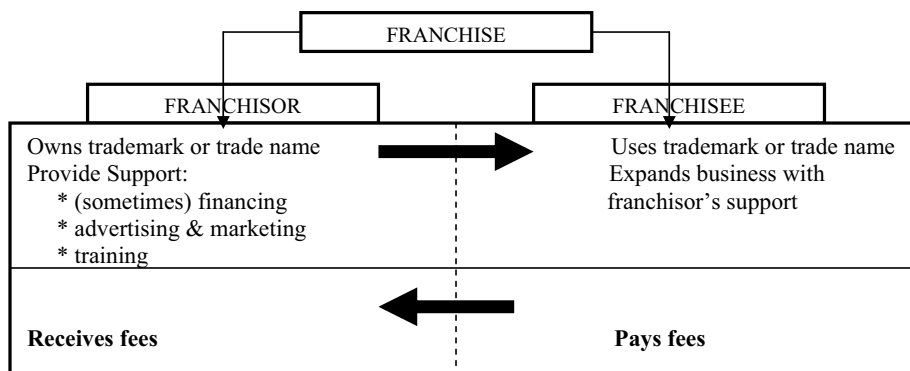 FRANCHISE
FRANCHISOR
FRANCHISEE
Owns trademark or trade name
Provide Support:
* (sometimes) financing
* advertising & marketing
* training
Uses trademark or trade name
Expands business with
franchisor’s support
Receives fees
Pays fees